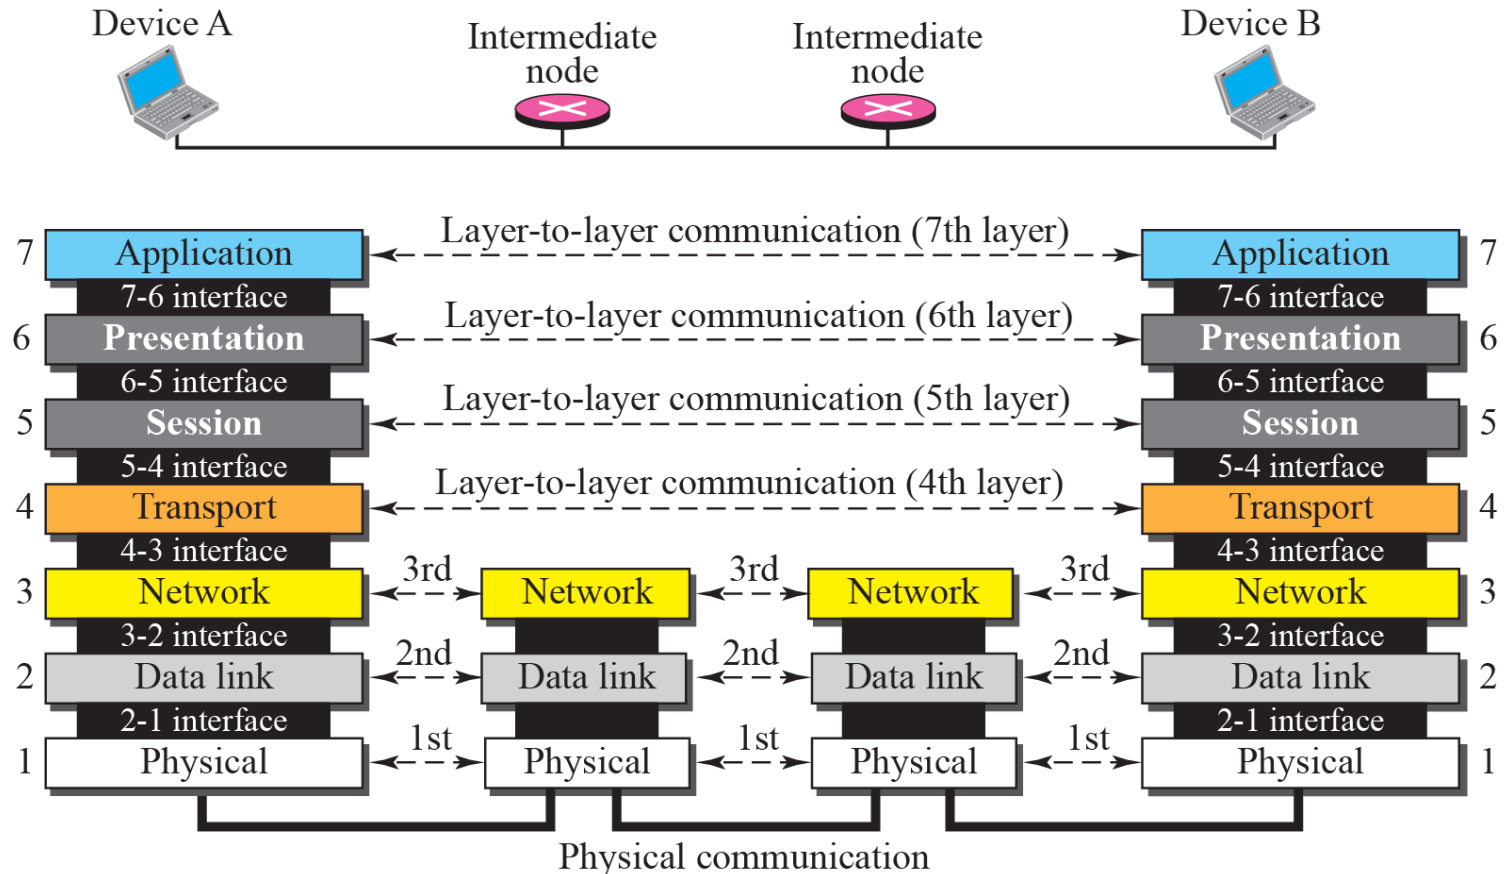 Device A
Intermediate
node
Intermediate
node
Device B
7 Application Layer-to-layer communication (7th layer) Application 7
7-6 interface 7-6 interface
6 Presentation Layer-to-layer communication (6th layer) Presentation 6
6-5 interface 6-5 interface
5 Session Layer-to-layer communication (5th layer) Session 5
5-4 interface 5-4 interface
4 Transport Layer-to-layer communication (4th layer) Transport 4
4-3 interface 4-3 interface
3 Network 3rd Network 3rd Network 3rd Network 3
3-2 interface 3-2 interface
2 Data link 2nd Data link 2nd Data link 2nd Data link 2
2-1 interface 2-1 interface
1 Physical 1st Physical 1st Physical 1st Physical 1
Physical communication